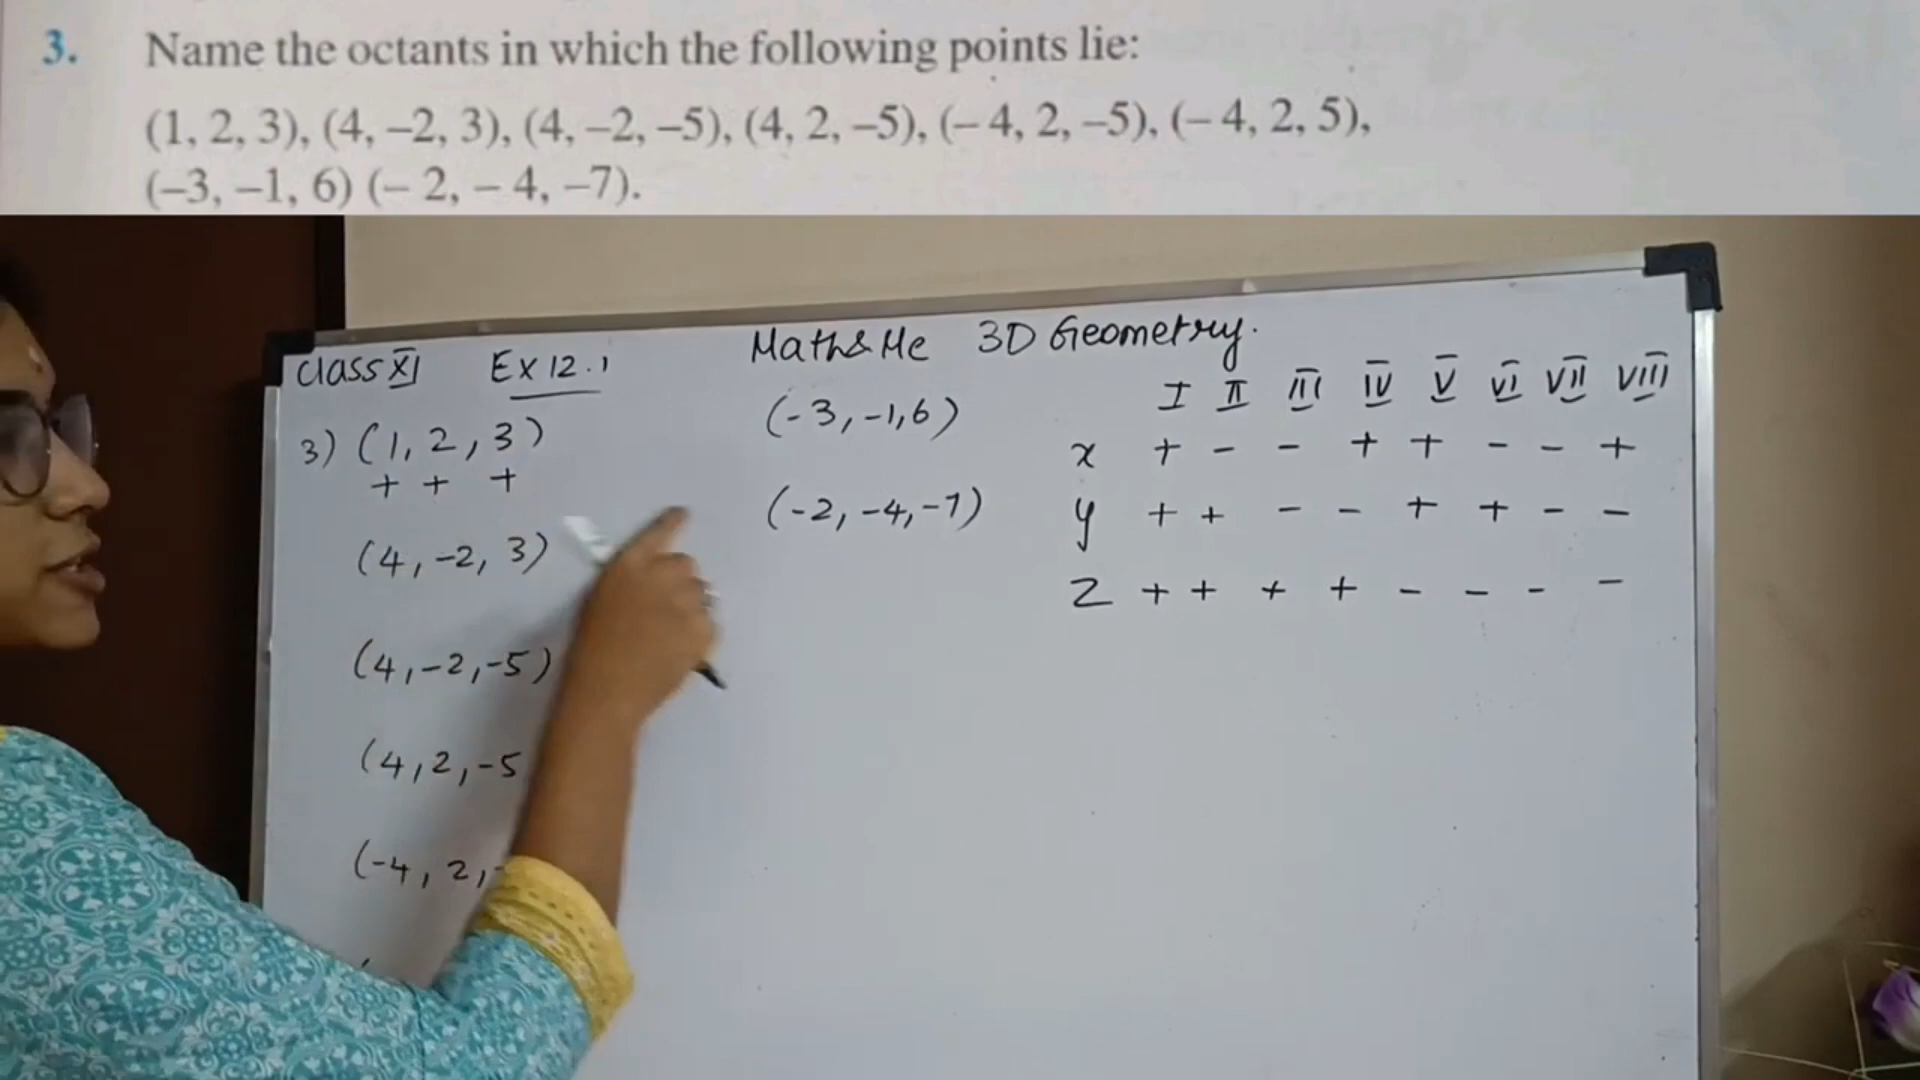 3. Name the octants in which the following points lie:
(1, 2, 3), (4, –2, 3), (4, –2, –5), (4, 2, –5), (– 4, 2, –5), (– 4, 2, 5),
(–3, –1, 6) (– 2, – 4, –7).
Class XI Ex 12.1 Math&Me 3D Geometry.
3) (1, 2, 3)
+ + +
(4, -2, 3)
(4, -2, -5)
(4, 2, -5
(-4, 2, -
(-3, -1, 6)
(-2, -4, -7)
I II III IV V VI VII VIII
x + - - + + - - +
y + + - - + + - -
Z + + + + - - - -